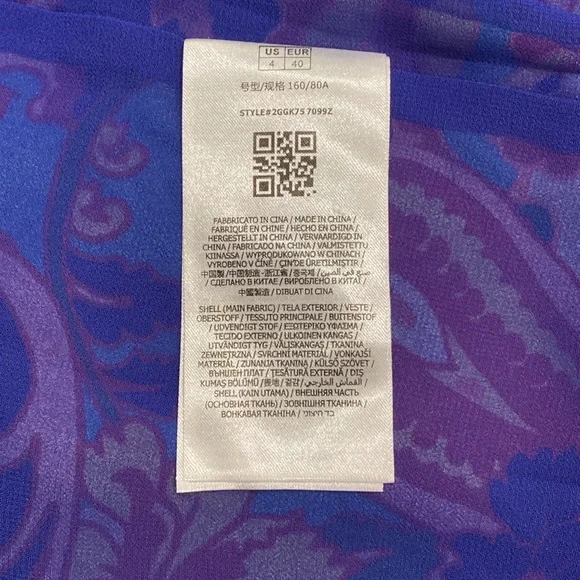 US EUR
4 40
号型/规格 160/80A
STYLE#2GGK75 7099Z
FABBRICATO IN CINA / MADE IN CHINA /
FABRIQUÉ EN CHINE / HECHO EN CHINA /
HERGESTELLT IN CHINA / VERVAARDIGD IN
CHINA / FABRICADO NA CHINA / VALMISTETTU
KIINASSA / WYPRODUKOWANO W CHINACH /
VYROBENO V ČÍNĚ / ÇIN'DE ÜRETİLMİŞTİR /
中国製 / 中国制造-浙江省 / 중국제 / صنع في الصين
/ СДЕЛАНО В КИТАЕ / ВИРОБЛЕНО В КИТАЇ /
中國製造 / DIBUAT DI CINA
SHELL (MAIN FABRIC) / TELA EXTERIOR / VESTE /
OBERSTOFF / TESSUTO PRINCIPALE / BUITENSTOF
/ UDVENDIGT STOF / ΕΞΩΤΕΡΙΚΟ ΥΦΑΣΜΑ /
TECIDO EXTERNO / ULKOINEN KANGAS /
UTVÄNDIGT TYG / VÄLISKANGAS / TKANINA
ZEWNĘTRZNA / SVRCHNÍ MATERIÁL / VONKAJŠÍ
MATERIÁL / ZUNANJA TKANINA / KÜLSŐ SZÖVET /
ВЪНШЕН ПЛАТ / ȚESĂTURĂ EXTERNĂ / DIŞ
KUMAŞ BÖLÜMÜ / 表地 / 겉감 / القماش الخارجي /
SHELL (KAIN UTAMA) / ВНЕШНЯЯ ЧАСТЬ
(ОСНОВНАЯ ТКАНЬ) / ЗОВНІШНЯ ТКАНИНА /
ВОНКАВАЯ ТКАНІНА / בד חיצוני